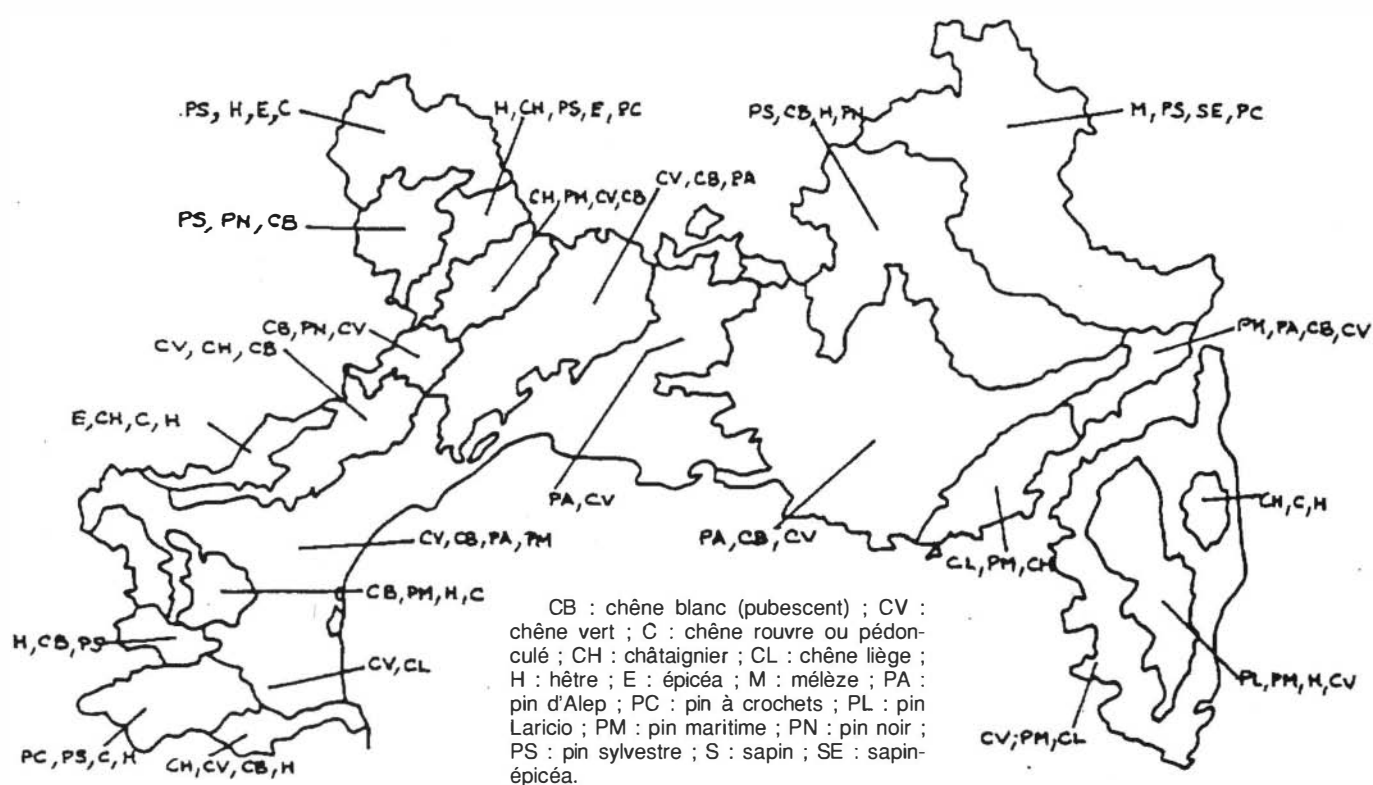 PS, H, E, C
H, CH, PS, E, PC
PS, CB, H, PN
M, PS, SE, PC
CH, PM, CV, CB
CV, CB, PA
PS, PN, CB
CB, PN, CV
CV, CH, CB
PM, PA, CB, CV
E, CH, C, H
PA, CV
CH, C, H
CV, CB, PA, PM
PA, CB, CV
CL, PM, CH
CB, PM, H, C
H, CB, PS
CV, CL
PL, PM, H, CV
CV, PM, CL
PC, PS, C, H
CH, CV, CB, H
CB : chêne blanc (pubescent) ; CV :
chêne vert ; C : chêne rouvre ou pédon-
culé ; CH : châtaignier ; CL : chêne liège ;
H : hêtre ; E : épicéa ; M : mélèze ; PA :
pin d'Alep ; PC : pin à crochets ; PL : pin
Laricio ; PM : pin maritime ; PN : pin noir ;
PS : pin sylvestre ; S : sapin ; SE : sapin-
épicéa.